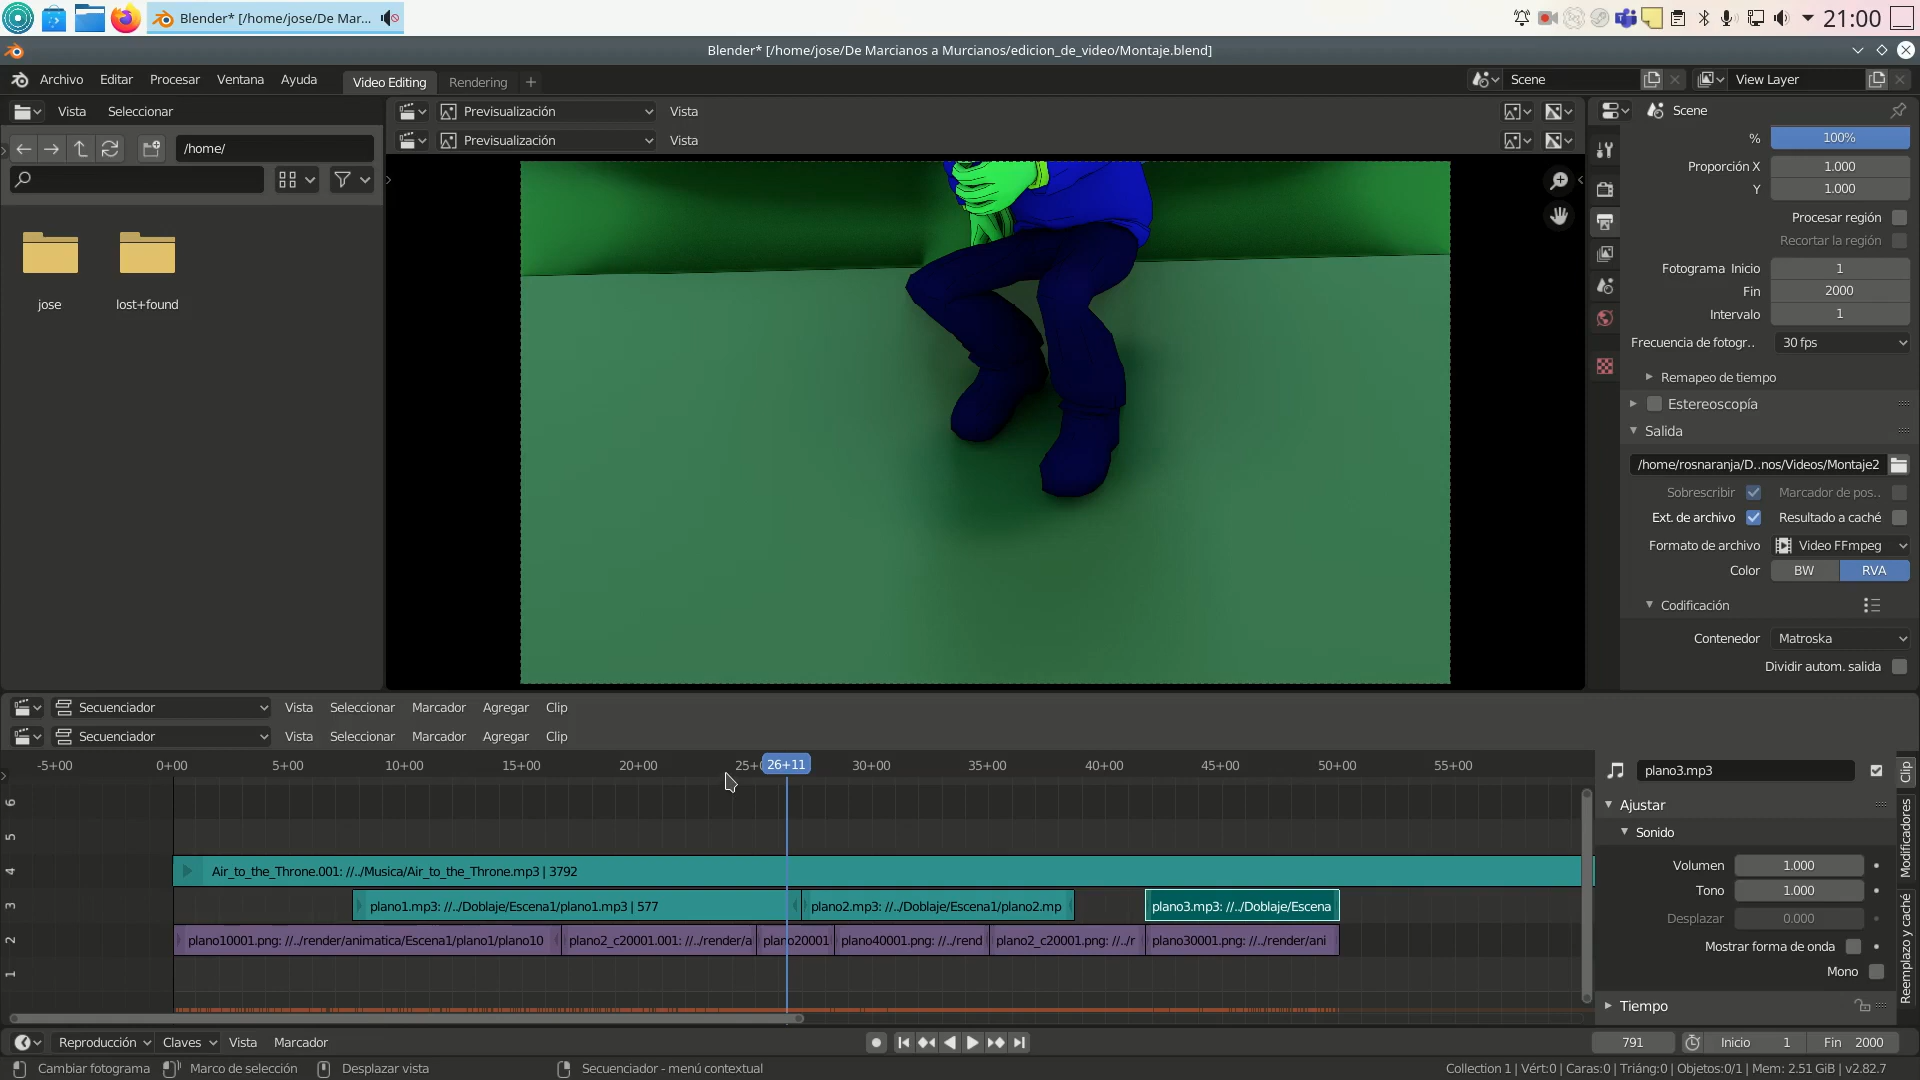 Blender* [/home/jose/De Mar...
21:00
Blender* [/home/jose/De Marcianos a Murcianos/edicion_de_video/Montaje.blend]
Archivo Editar Procesar Ventana Ayuda Video Editing Rendering + Scene View Layer
Vista Seleccionar Previsualización Vista Scene
Previsualización Vista
/home/
jose lost+found
% 100%
Proporción X 1.000
Y 1.000
Procesar región
Recortar la región
Fotograma Inicio 1
Fin 2000
Intervalo 1
Frecuencia de fotogr.. 30 fps
Remapeo de tiempo
Estereoscopía
Salida
/home/rosnaranja/D..nos/Videos/Montaje2
Sobrescribir Marcador de pos..
Ext. de archivo Resultado a caché
Formato de archivo Video FFmpeg
Color BW RVA
Codificación
Contenedor Matroska
Dividir autom. salida
Secuenciador Vista Seleccionar Marcador Agregar Clip
Secuenciador Vista Seleccionar Marcador Agregar Clip
-5+00 0+00 5+00 10+00 15+00 20+00 25+0 26+11 30+00 35+00 40+00 45+00 50+00 55+00
6
5
4 Air_to_the_Throne.001: //../Musica/Air_to_the_Throne.mp3 | 3792
3 plano1.mp3: //../Doblaje/Escena1/plano1.mp3 | 577 plano2.mp3: //../Doblaje/Escena1/plano2.mp plano3.mp3: //../Doblaje/Escena
2 plano10001.png: //../render/animatica/Escena1/plano1/plano10 plano2_c20001.001: //../render/a plano20001 plano40001.png: //../rend plano2_c20001.png: //../r plano30001.png: //../render/ani
1
plano3.mp3
Ajustar
Sonido
Volumen 1.000
Tono 1.000
Desplazar 0.000
Mostrar forma de onda
Mono
Tiempo
Clip
Modificadores
Reemplazo y caché
Reproducción Claves Vista Marcador 791 Inicio 1 Fin 2000
Cambiar fotograma Marco de selección Desplazar vista Secuenciador - menú contextual Collection 1 | Vért:0 | Caras:0 | Triáng:0 | Objetos:0/1 | Mem: 2.51 GiB | v2.82.7